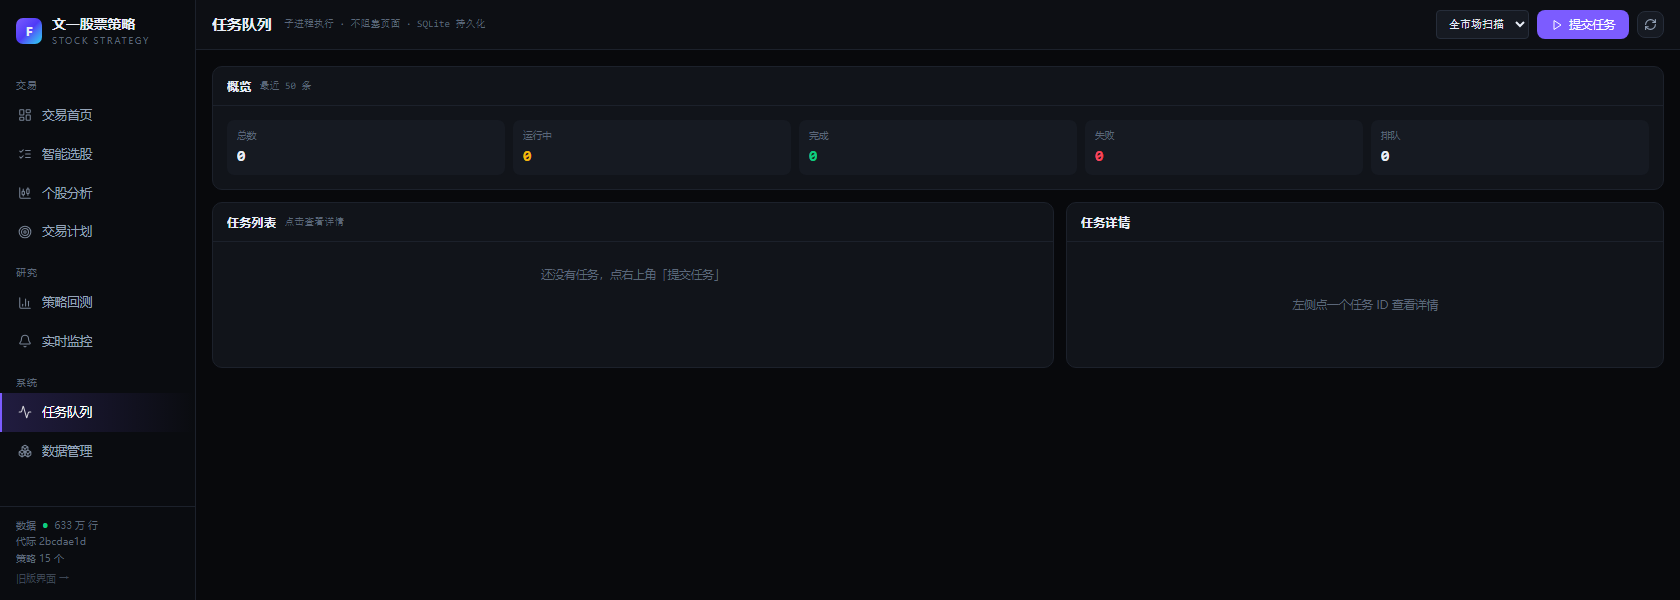 F
文一股票策略
STOCK STRATEGY
交易
交易首页
智能选股
个股分析
交易计划
研究
策略回测
实时监控
系统
任务队列
数据管理
数据 633 万 行
代际 2bcdae1d
策略 15 个
旧版界面 →
任务队列 子进程执行 · 不阻塞页面 · SQLite 持久化
全市场扫描
提交任务
概览 最近 50 条
总数
0
运行中
0
完成
0
失败
0
排队
0
任务列表 点击查看详情
还没有任务，点右上角「提交任务」
任务详情
左侧点一个任务 ID 查看详情